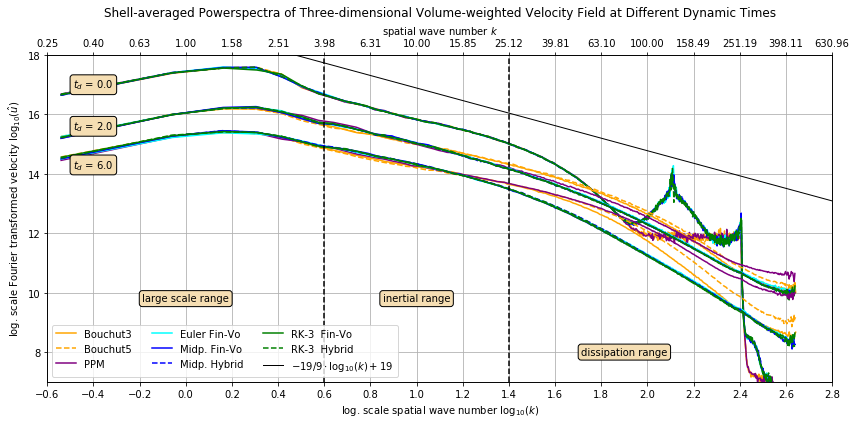 Shell-averaged Powerspectra of Three-dimensional Volume-weighted Velocity Field at Different Dynamic Times
spatial wave number k
0.25 0.40 0.63 1.00 1.58 2.51 3.98 6.31 10.00 15.85 25.12 39.81 63.10 100.00 158.49 251.19 398.11 630.96
18
16
14
12
10
8
log. scale Fourier transformed velocity log₁₀(û)
t_d = 0.0
t_d = 2.0
t_d = 6.0
large scale range
inertial range
dissipation range
Bouchut3
Bouchut5
PPM
Euler Fin-Vo
Midp. Fin-Vo
Midp. Hybrid
RK-3 Fin-Vo
RK-3 Hybrid
−19/9 · log₁₀(k) + 19
−0.6 −0.4 −0.2 0.0 0.2 0.4 0.6 0.8 1.0 1.2 1.4 1.6 1.8 2.0 2.2 2.4 2.6 2.8
log. scale spatial wave number log₁₀(k)